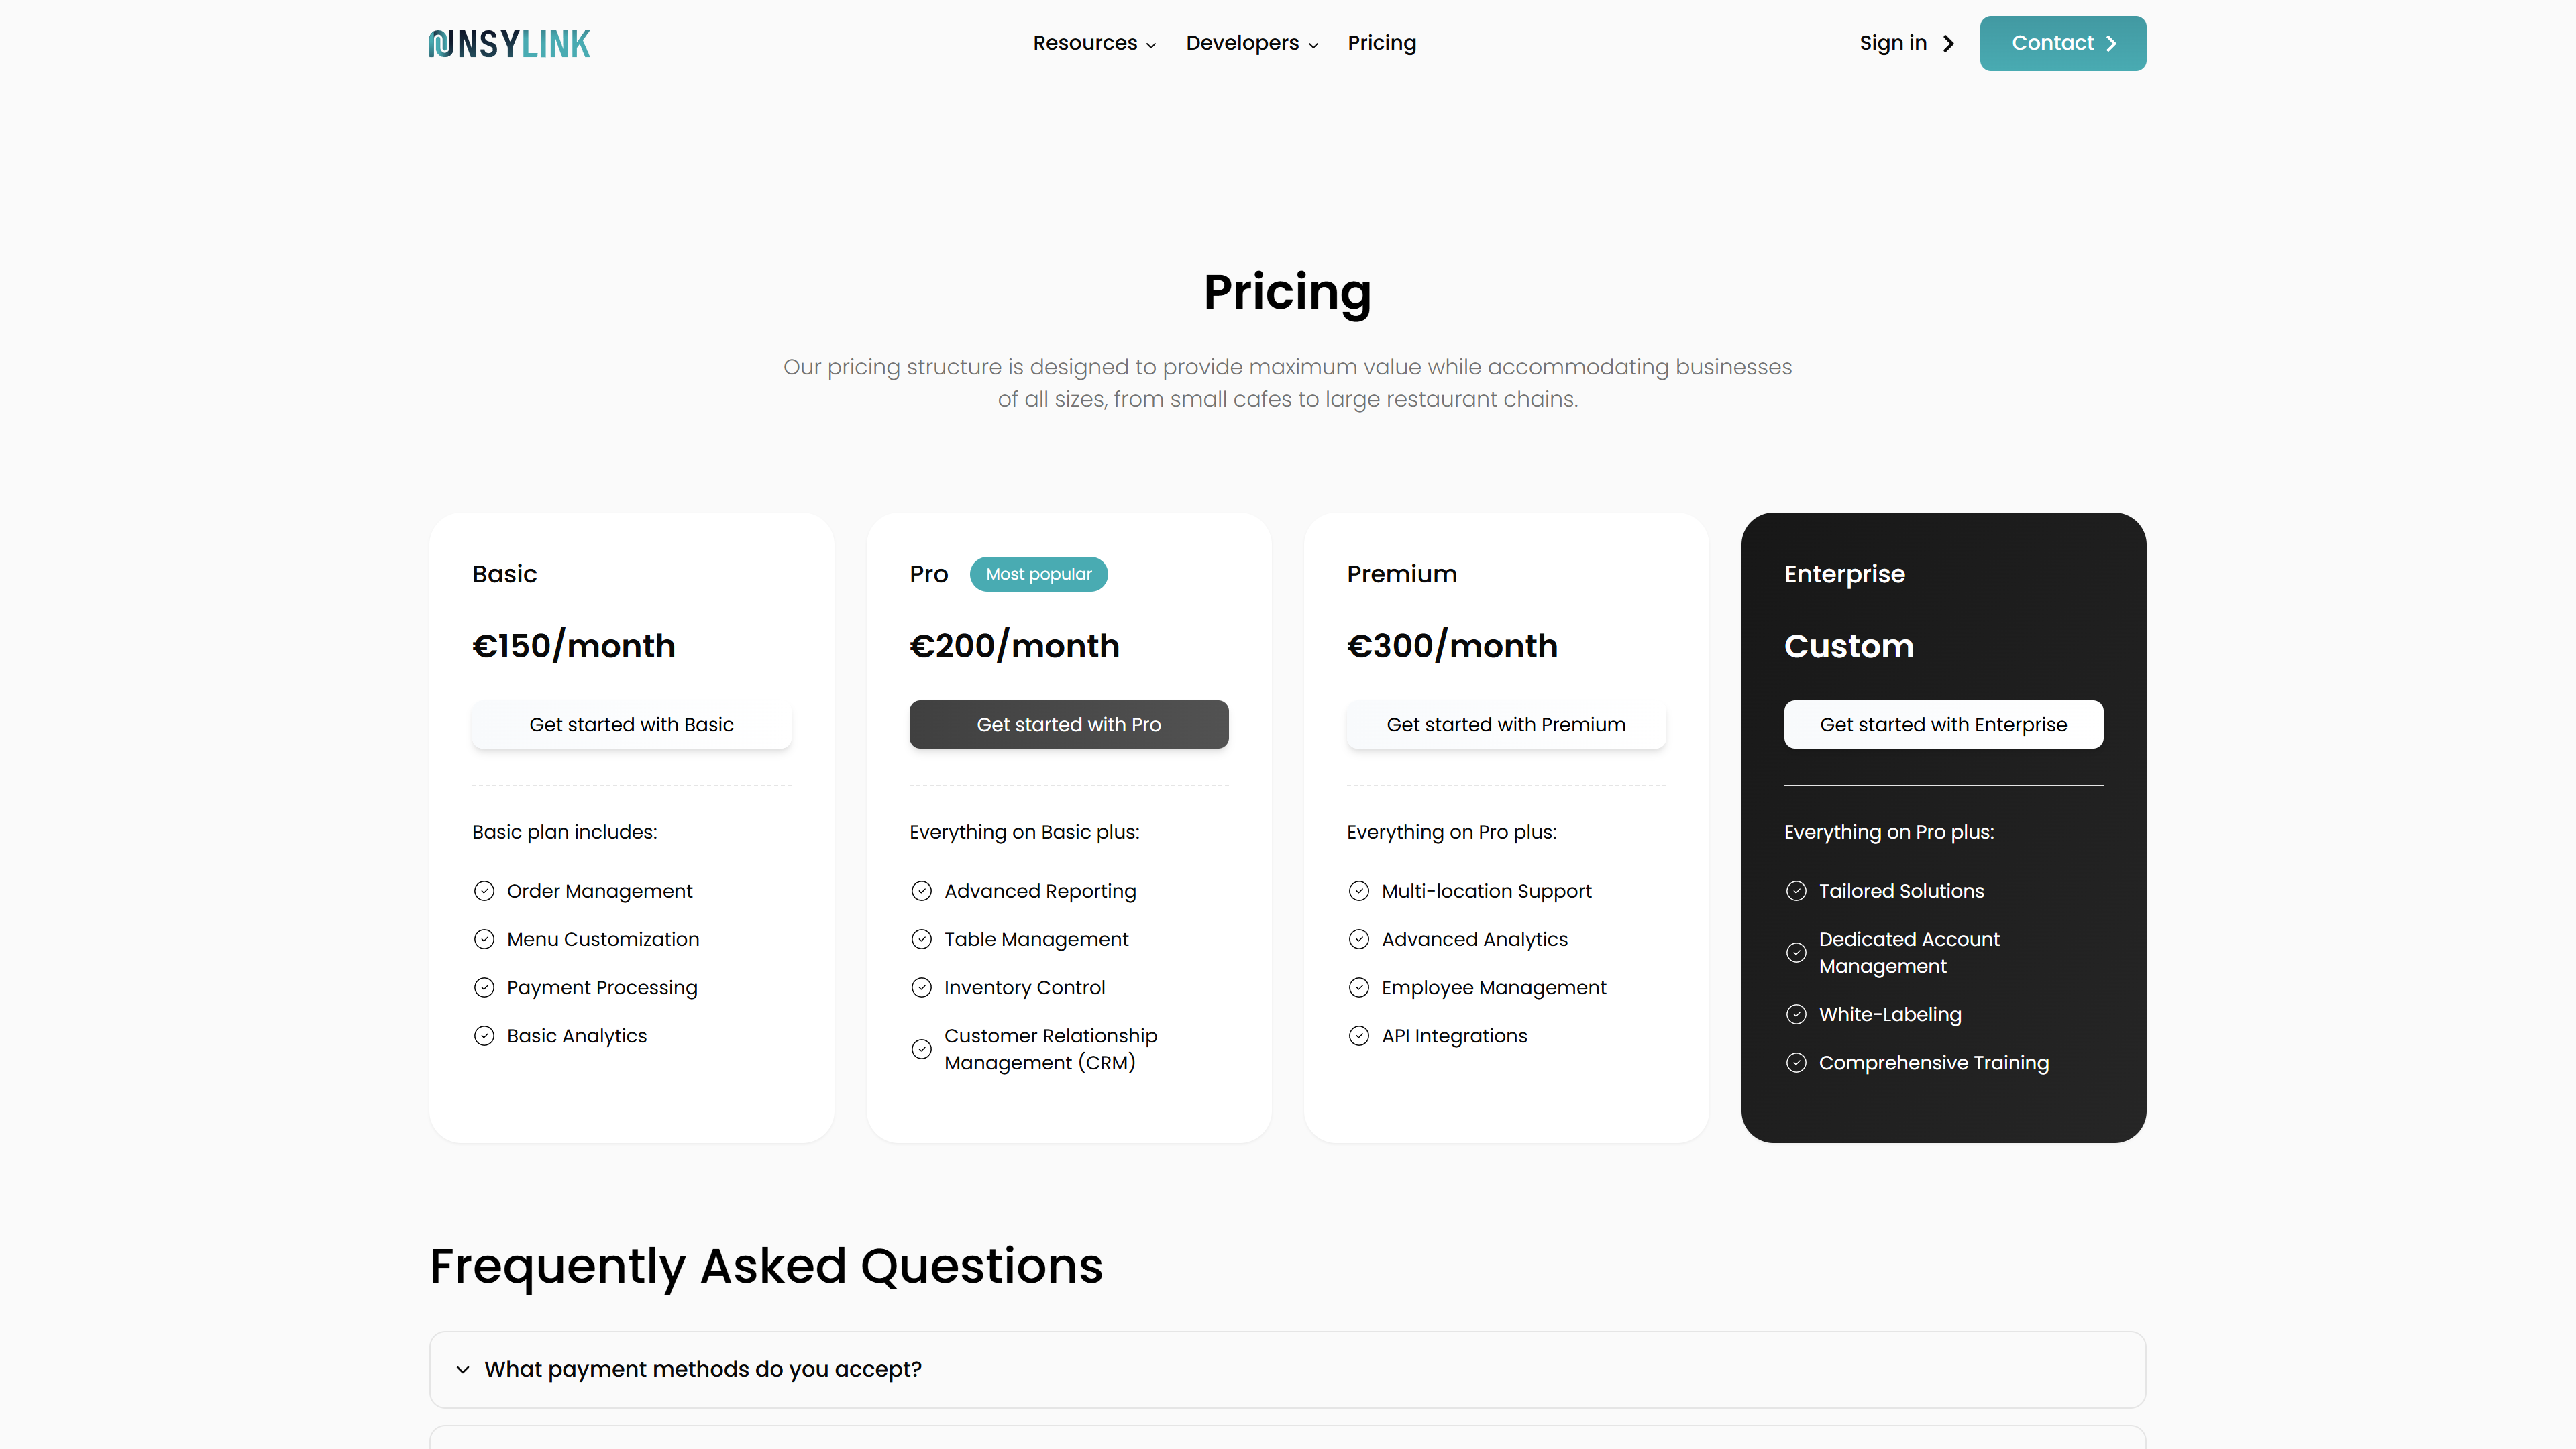 UNSYLINK
Resources
Developers
Pricing
Sign in
Contact
Pricing
Our pricing structure is designed to provide maximum value while accommodating businesses
of all sizes, from small cafes to large restaurant chains.
Basic
€150/month
Get started with Basic
Basic plan includes:
Order Management
Menu Customization
Payment Processing
Basic Analytics
Pro
Most popular
€200/month
Get started with Pro
Everything on Basic plus:
Advanced Reporting
Table Management
Inventory Control
Customer Relationship
Management (CRM)
Premium
€300/month
Get started with Premium
Everything on Pro plus:
Multi-location Support
Advanced Analytics
Employee Management
API Integrations
Enterprise
Custom
Get started with Enterprise
Everything on Pro plus:
Tailored Solutions
Dedicated Account
Management
White-Labeling
Comprehensive Training
Frequently Asked Questions
What payment methods do you accept?